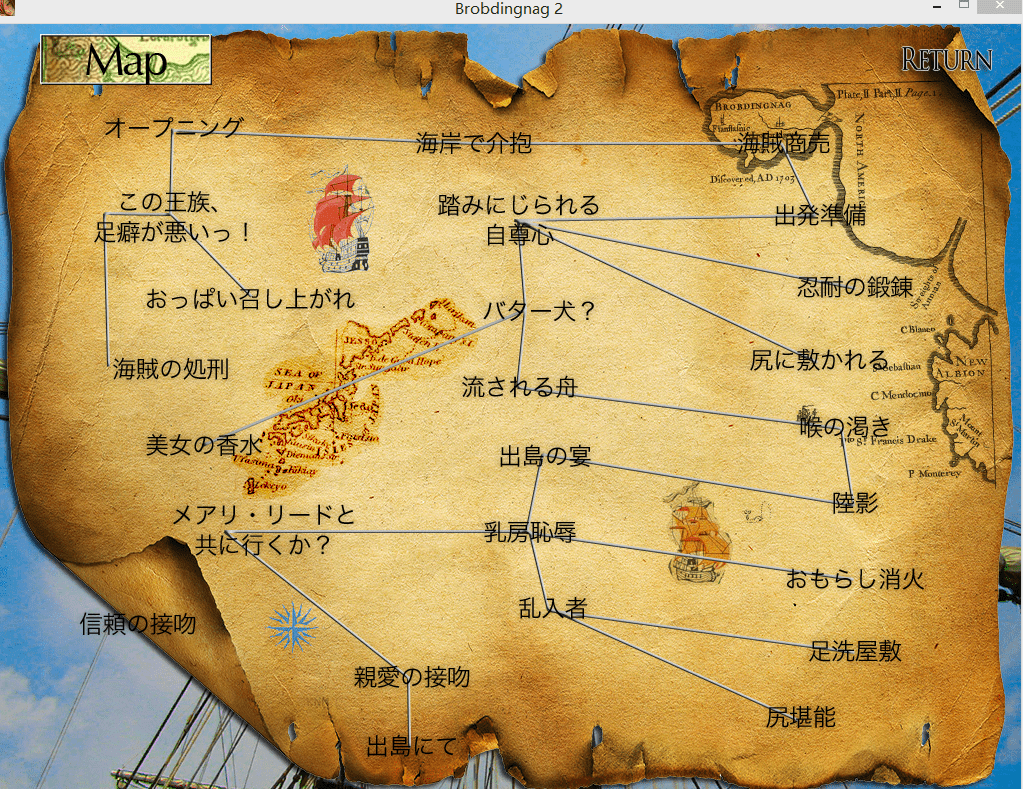 Brobdingnag 2
Map
RETURN
オープニング
海岸で介抱
海賊商売
BROBDINGNAG
Plate,II Part,II Page.1
Discovered, A.D 1703
NORTH AMERICA
この王族、
足癖が悪いっ！
踏みにじられる
自尊心
出発準備
おっぱい召し上がれ
忍耐の鍛錬
バター犬？
JESSO
SEA OF
JAPAN
Oki
海賊の処刑
尻に敷かれる
C Blanco
NEW
ALBION
C Mendocino
流される舟
喉の渇き
St Francis Drake
美女の香水
出島の宴
P Monterey
陸影
メアリ・リードと
共に行くか？
乳房恥辱
おもらし消火
乱入者
信頼の接吻
足洗屋敷
親愛の接吻
尻堪能
出島にて